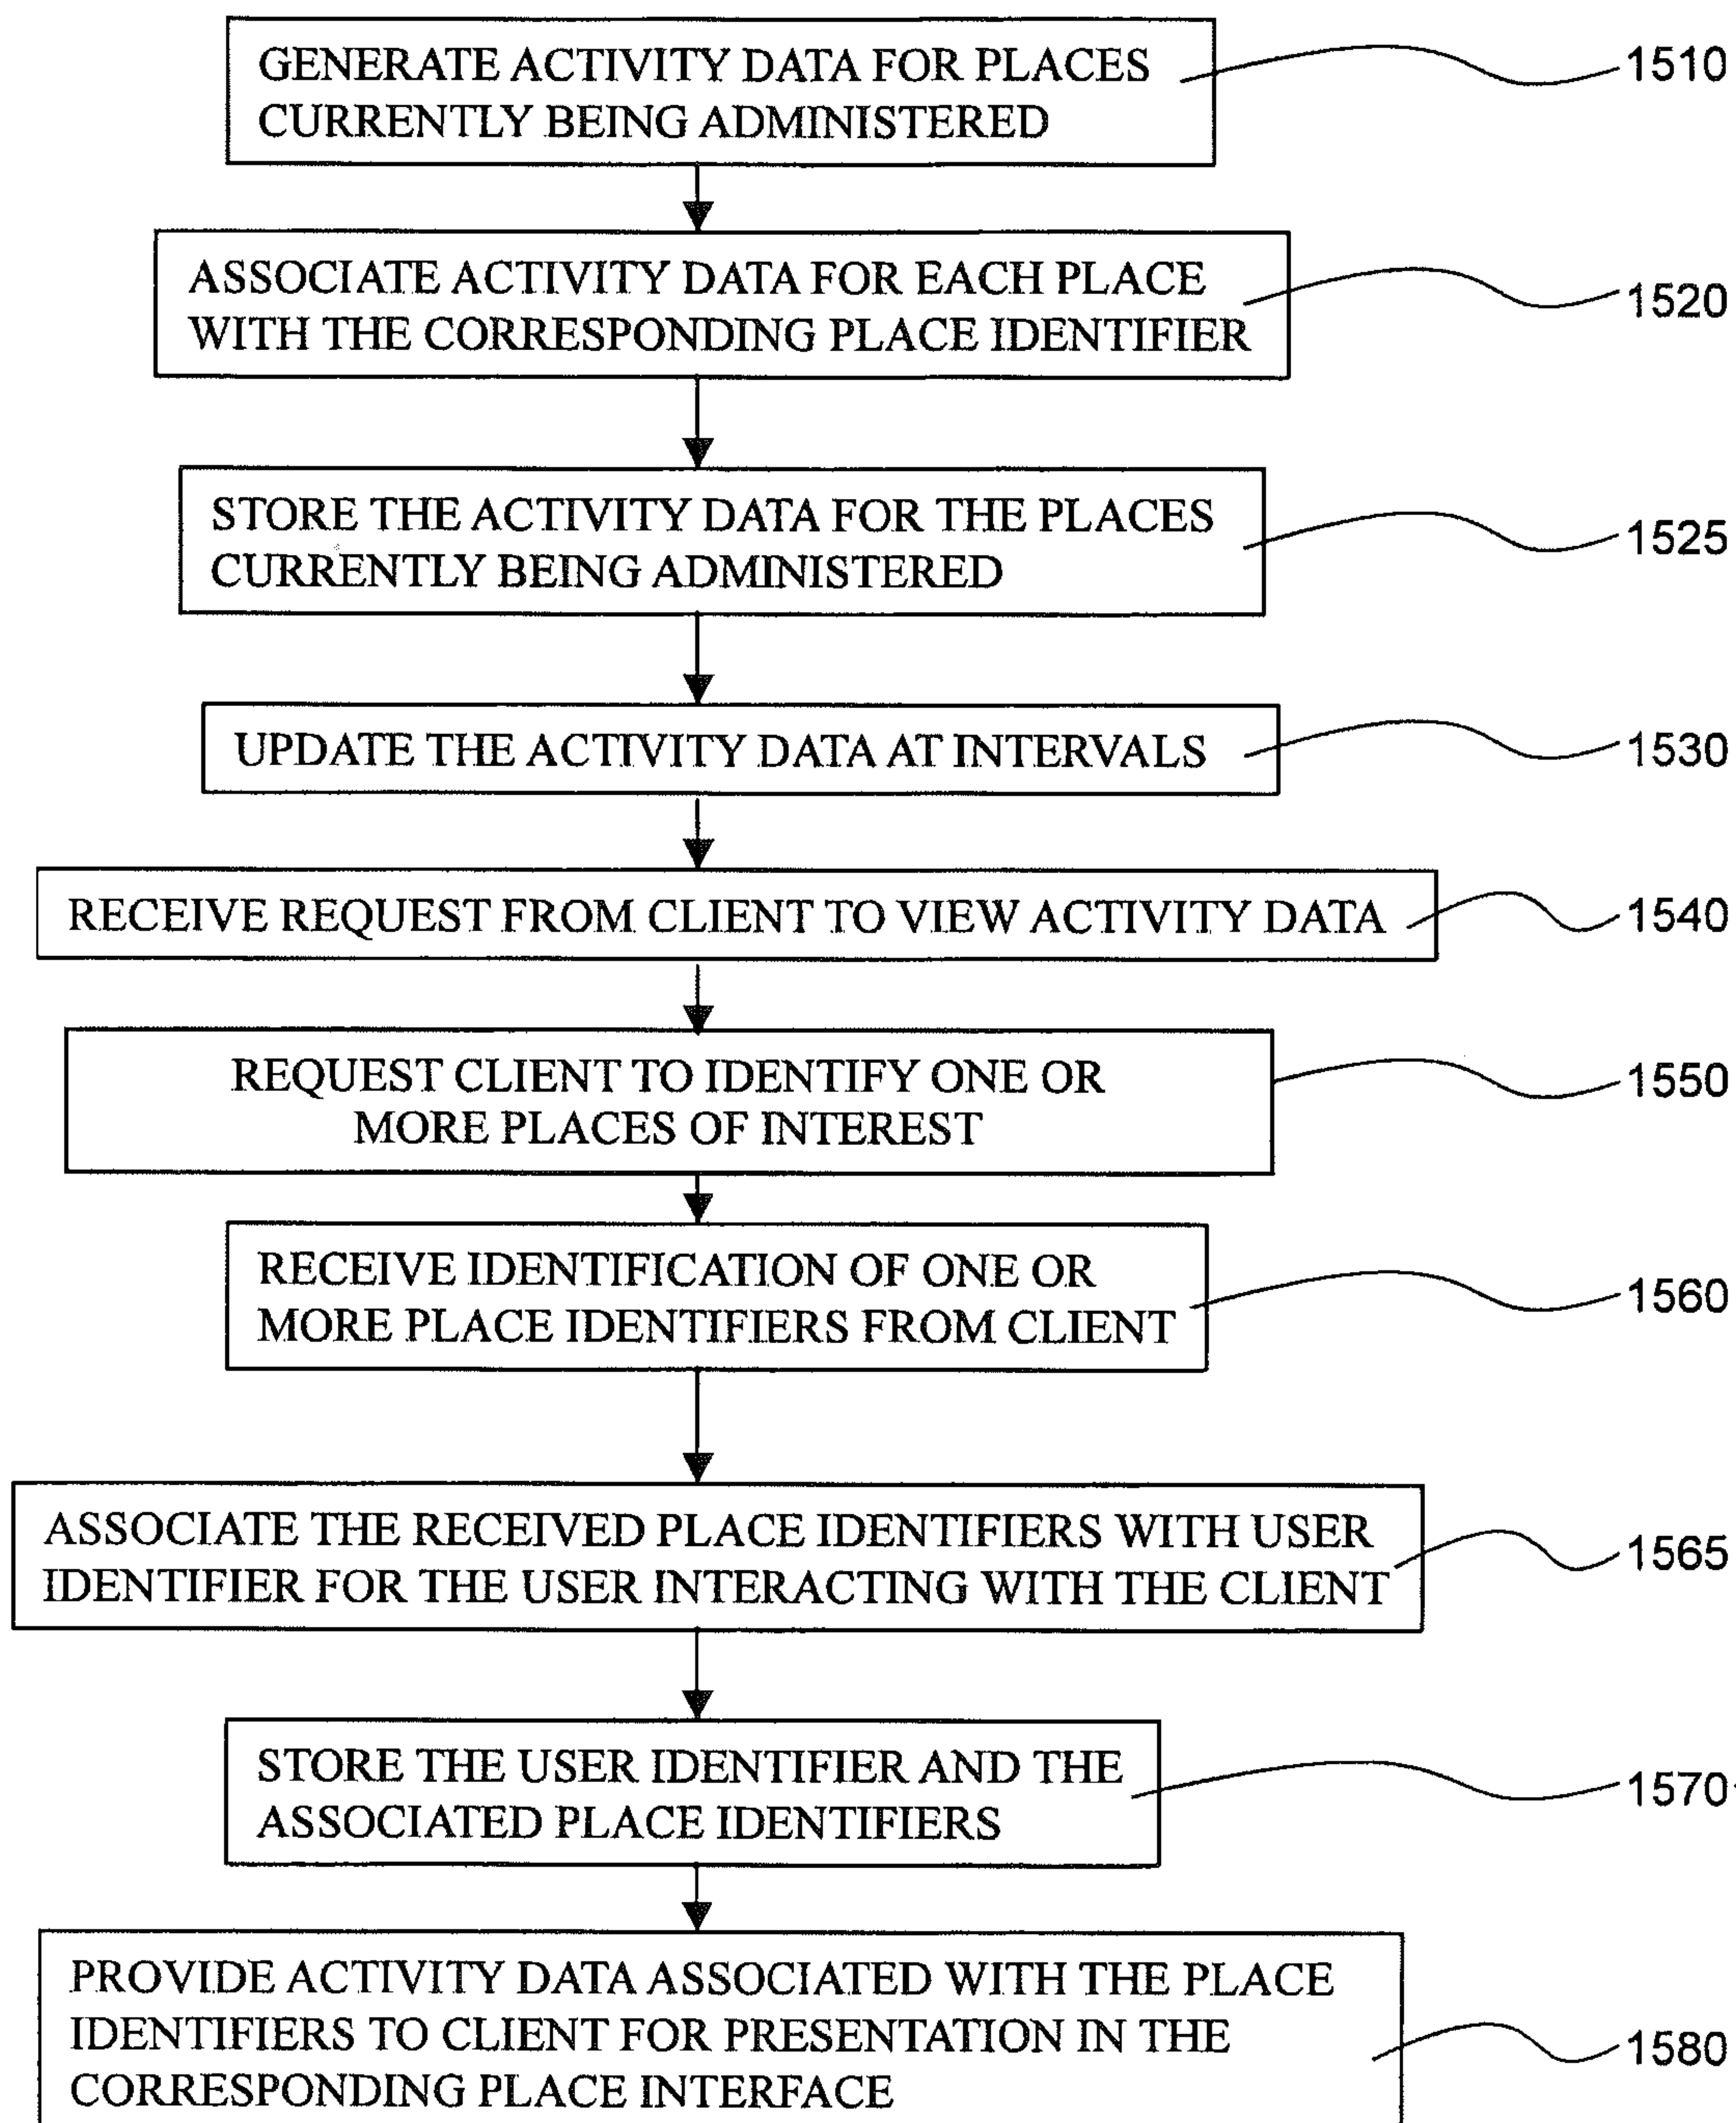 GENERATE ACTIVITY DATA FOR PLACES
CURRENTLY BEING ADMINISTERED
1510
ASSOCIATE ACTIVITY DATA FOR EACH PLACE
WITH THE CORRESPONDING PLACE IDENTIFIER
1520
STORE THE ACTIVITY DATA FOR THE PLACES
CURRENTLY BEING ADMINISTERED
1525
UPDATE THE ACTIVITY DATA AT INTERVALS
1530
RECEIVE REQUEST FROM CLIENT TO VIEW ACTIVITY DATA
1540
REQUEST CLIENT TO IDENTIFY ONE OR
MORE PLACES OF INTEREST
1550
RECEIVE IDENTIFICATION OF ONE OR
MORE PLACE IDENTIFIERS FROM CLIENT
1560
ASSOCIATE THE RECEIVED PLACE IDENTIFIERS WITH USER
IDENTIFIER FOR THE USER INTERACTING WITH THE CLIENT
1565
STORE THE USER IDENTIFIER AND THE
ASSOCIATED PLACE IDENTIFIERS
1570
PROVIDE ACTIVITY DATA ASSOCIATED WITH THE PLACE
IDENTIFIERS TO CLIENT FOR PRESENTATION IN THE
CORRESPONDING PLACE INTERFACE
1580